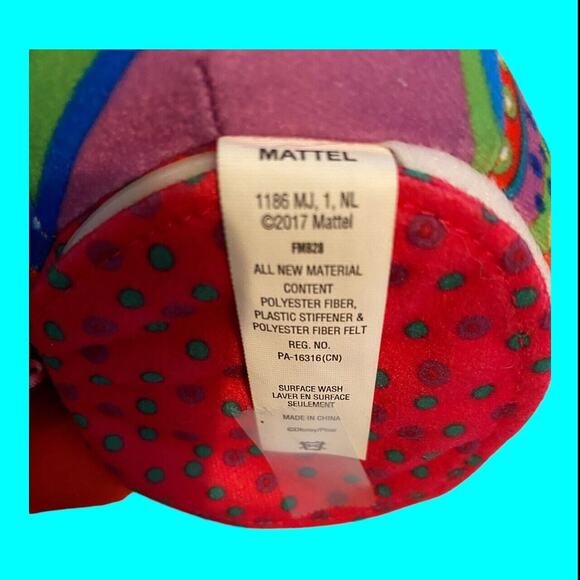 MATTEL
1186 MJ, 1, NL
©2017 Mattel
FMB28
ALL NEW MATERIAL
CONTENT
POLYESTER FIBER,
PLASTIC STIFFENER &
POLYESTER FIBER FELT
REG. NO.
PA-16316(CN)
SURFACE WASH
LAVER EN SURFACE
SEULEMENT
MADE IN CHINA
©Disney/Pixar